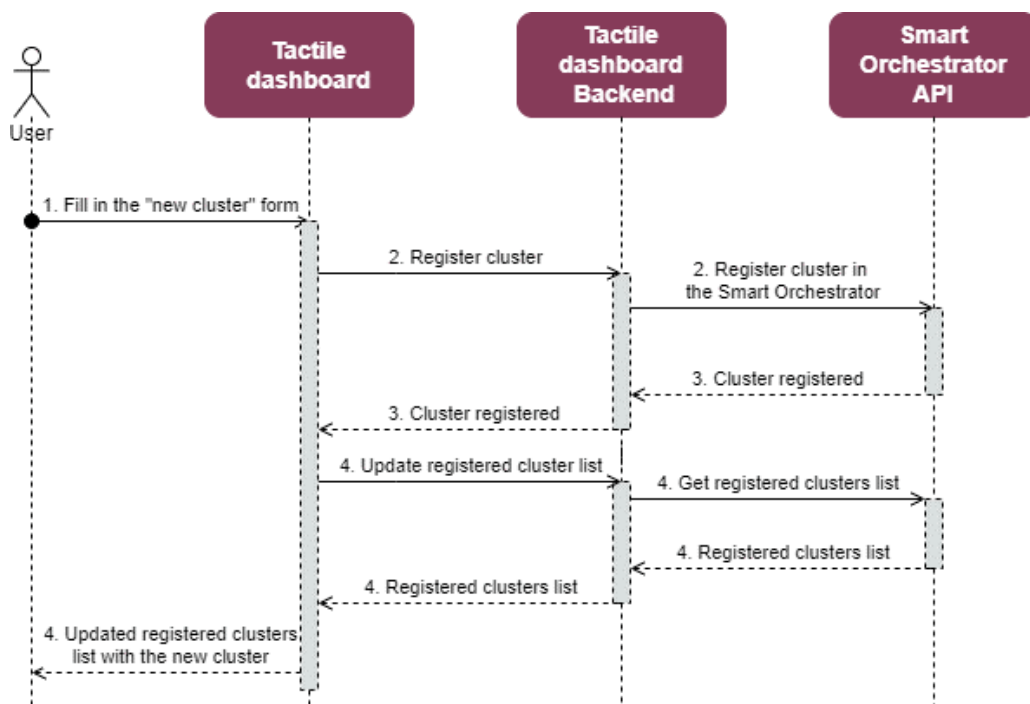 Tactile
dashboard
Tactile
dashboard
Backend
Smart
Orchestrator
API
User
1. Fill in the "new cluster" form
2. Register cluster
2. Register cluster in
the Smart Orchestrator
3. Cluster registered
3. Cluster registered
4. Update registered cluster list
4. Get registered clusters list
4. Registered clusters list
4. Registered clusters list
4. Updated registered clusters
list with the new cluster